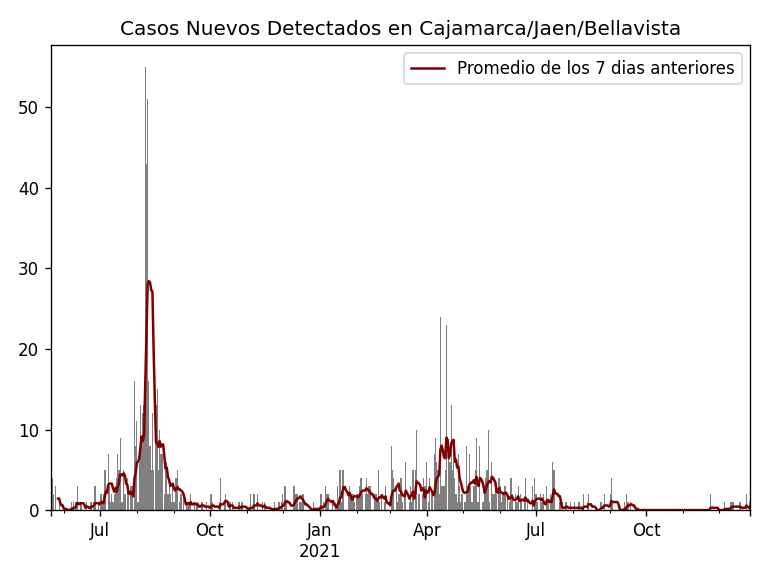 Casos Nuevos Detectados en Cajamarca/Jaen/Bellavista
Promedio de los 7 dias anteriores
50
40
30
20
10
0
Jul Oct Jan Apr Jul Oct
2021